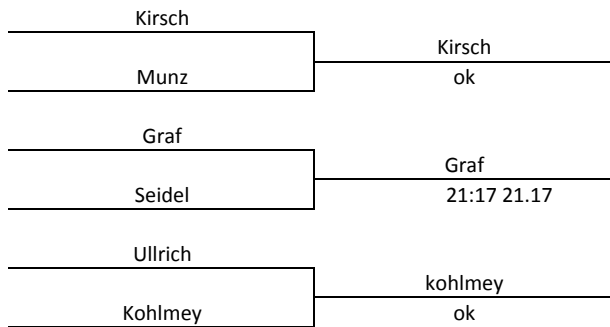 Kirsch
Kirsch
Munz
ok
Graf
Graf
Seidel
21:17 21.17
Ullrich
kohlmey
Kohlmey
ok